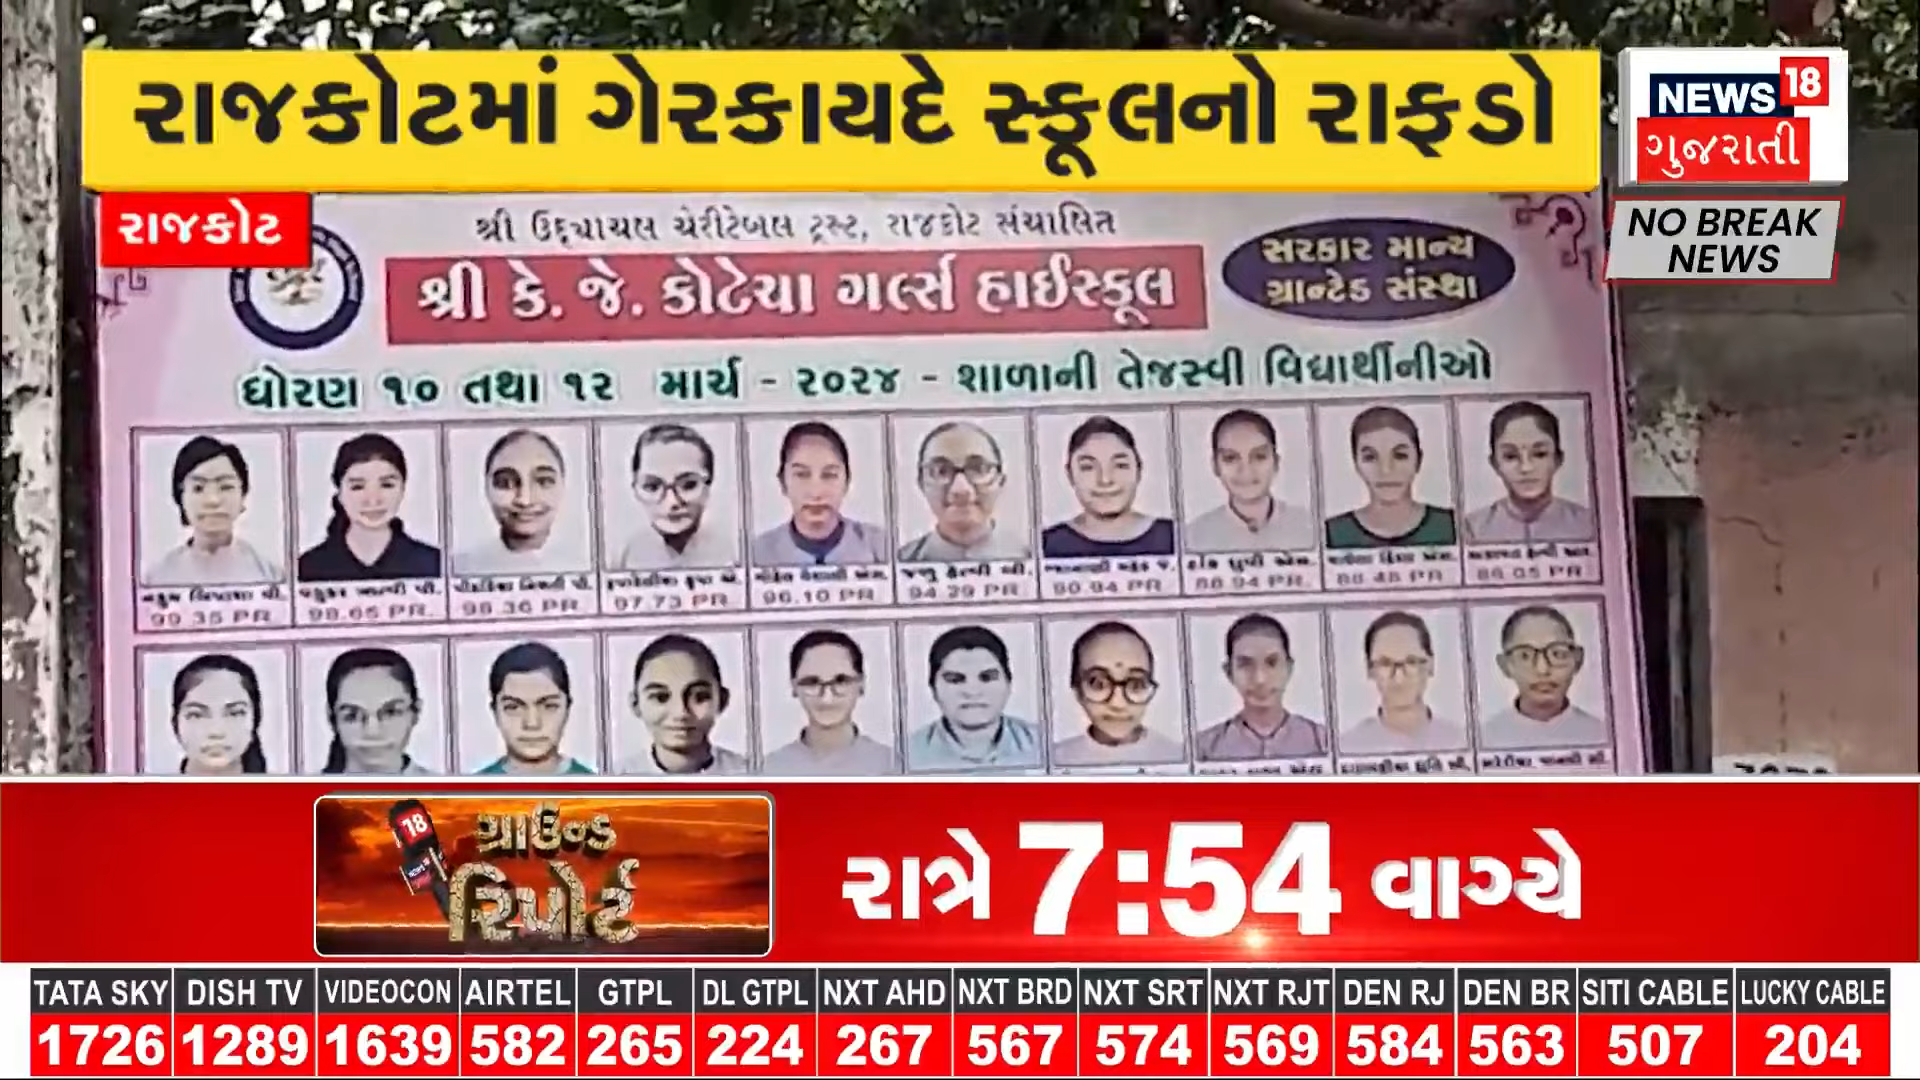 રાજકોટમાં ગેરકાયદે સ્કૂલનો રાફડો
NEWS 18
ગુજરાતી
NO BREAK
NEWS
રાજકોટ
શ્રી ઉદ્દયાચલ ચેરીટેબલ ટ્રસ્ટ, રાજકોટ સંચાલિત
શ્રી કે. જે. કોટેચા ગર્લ્સ હાઈસ્કૂલ
સરકાર માન્ય
ગ્રાન્ટેડ સંસ્થા
ધોરણ ૧૦ તથા ૧૨ માર્ચ - ૨૦૨૪ - શાળાની તેજસ્વી વિદ્યાર્થીનીઓ
99.35 PR 98.65 PR. 98.36 PR 97.73 PR 96.10 PR 94.29 PR 90.94 PR 88.94 PR 88.48 PR 86.05 PR
18
ગ્રાઉન્ડ
રિપોર્ટ
રાત્રે 7:54 વાગ્યે
TATA SKY DISH TV VIDEOCON AIRTEL GTPL DL GTPL NXT AHD NXT BRD NXT SRT NXT RJT DEN RJ DEN BR SITI CABLE LUCKY CABLE
1726 1289 1639 582 265 224 267 567 574 569 584 563 507 204